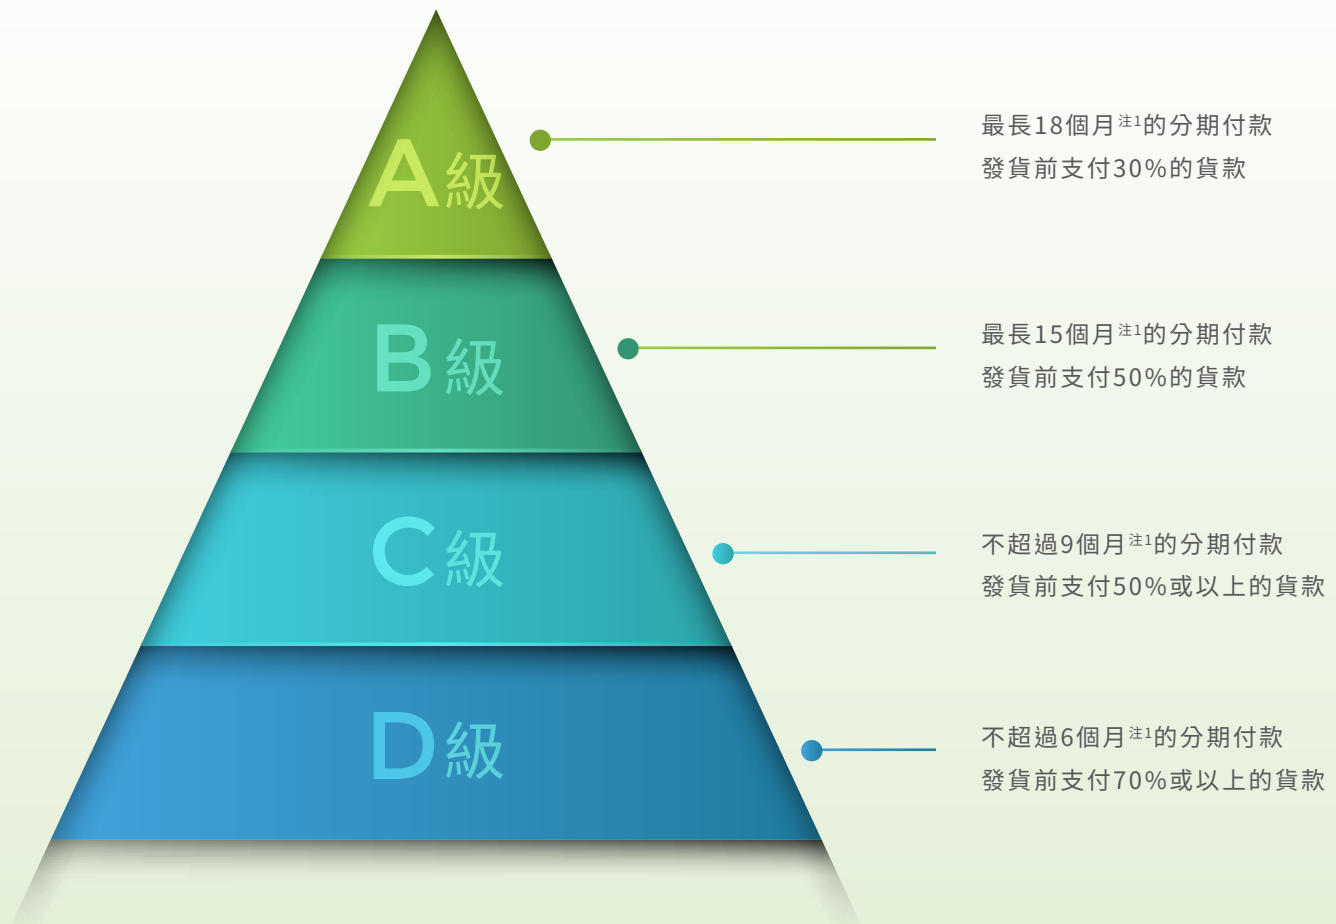 A級
最長18個月注1的分期付款
發貨前支付30%的貨款
B級
最長15個月注1的分期付款
發貨前支付50%的貨款
C級
不超過9個月注1的分期付款
發貨前支付50%或以上的貨款
D級
不超過6個月注1的分期付款
發貨前支付70%或以上的貨款